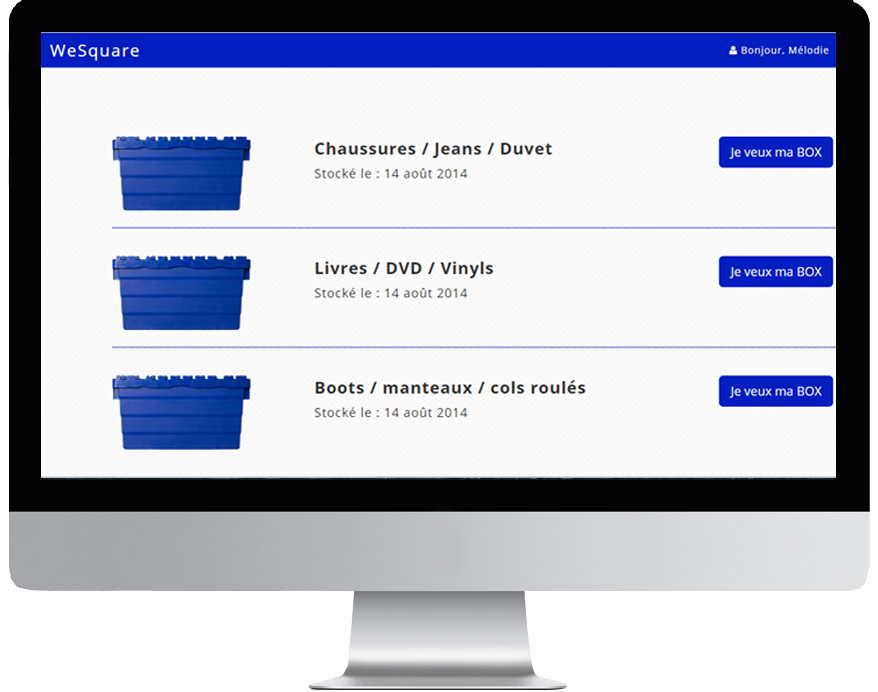 WeSquare
Bonjour, Mélodie
Chaussures / Jeans / Duvet
Je veux ma BOX
Stocké le : 14 août 2014
Livres / DVD / Vinyls
Je veux ma BOX
Stocké le : 14 août 2014
Boots / manteaux / cols roulés
Je veux ma BOX
Stocké le : 14 août 2014